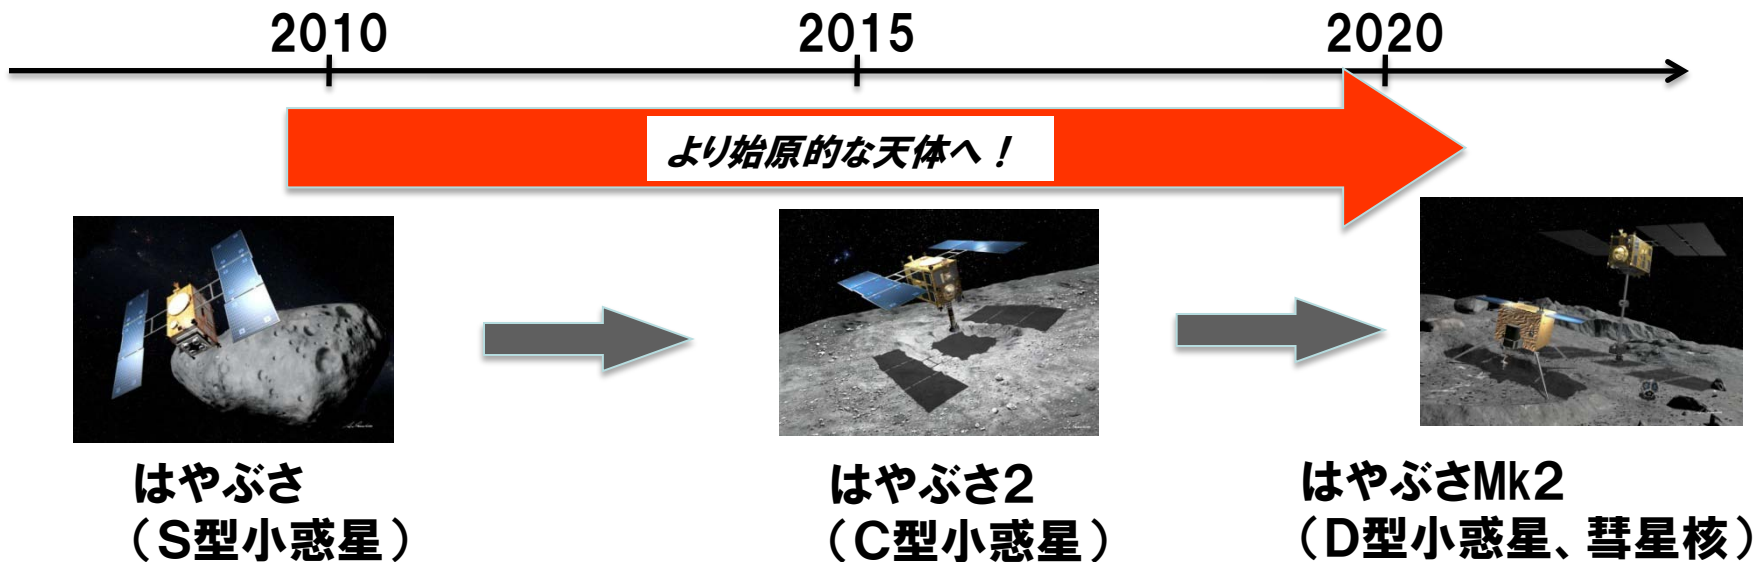 2010 2015 2020
より始原的な天体へ！
はやぶさ
（S型小惑星）
はやぶさ２
（C型小惑星）
はやぶさMk２
（D型小惑星、彗星核）